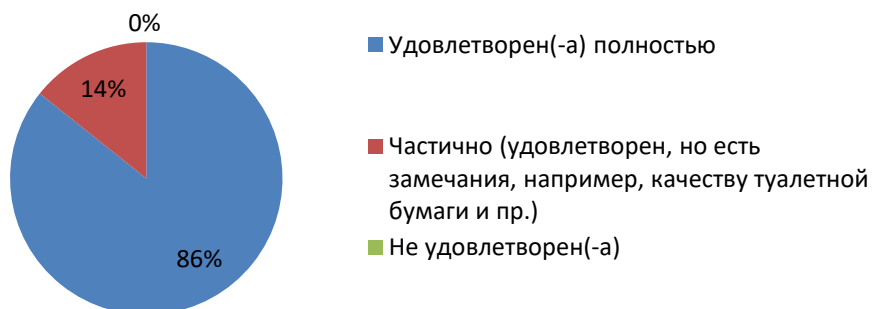 0%
14%
86%
Удовлетворен(-а) полностью
Частично (удовлетворен, но есть
замечания, например, качеству туалетной
бумаги и пр.)
Не удовлетворен(-а)